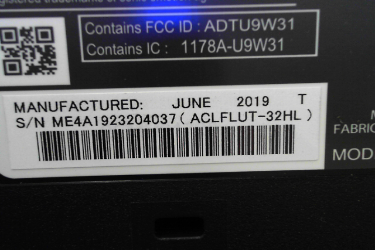 Contains FCC ID : ADTU9W31
Contains IC : 1178A-U9W31
MANUFACTURED: JUNE 2019 T
S/N ME4A1923204037 ( ACLFLUT-32HL )
FABRIC
MOD